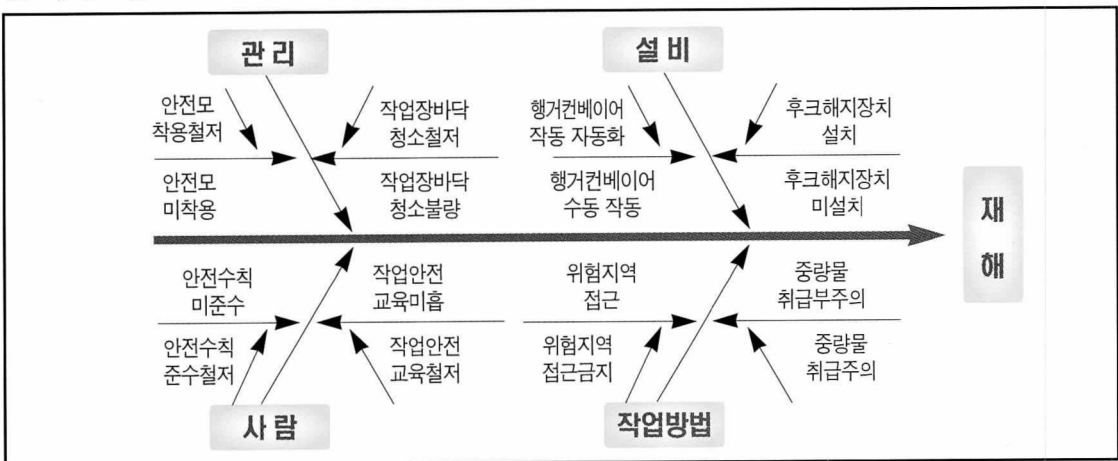 관 리
설 비
안전모
착용철저
작업장바닥
청소철저
행거컨베이어
작동 자동화
후크해지장치
설치
안전모
미착용
작업장바닥
청소불량
행거컨베이어
수동 작동
후크해지장치
미설치
재
해
안전수칙
미준수
작업안전
교육미흡
위험지역
접근
중량물
취급부주의
안전수칙
준수철저
작업안전
교육철저
위험지역
접근금지
중량물
취급주의
사 람
작업방법